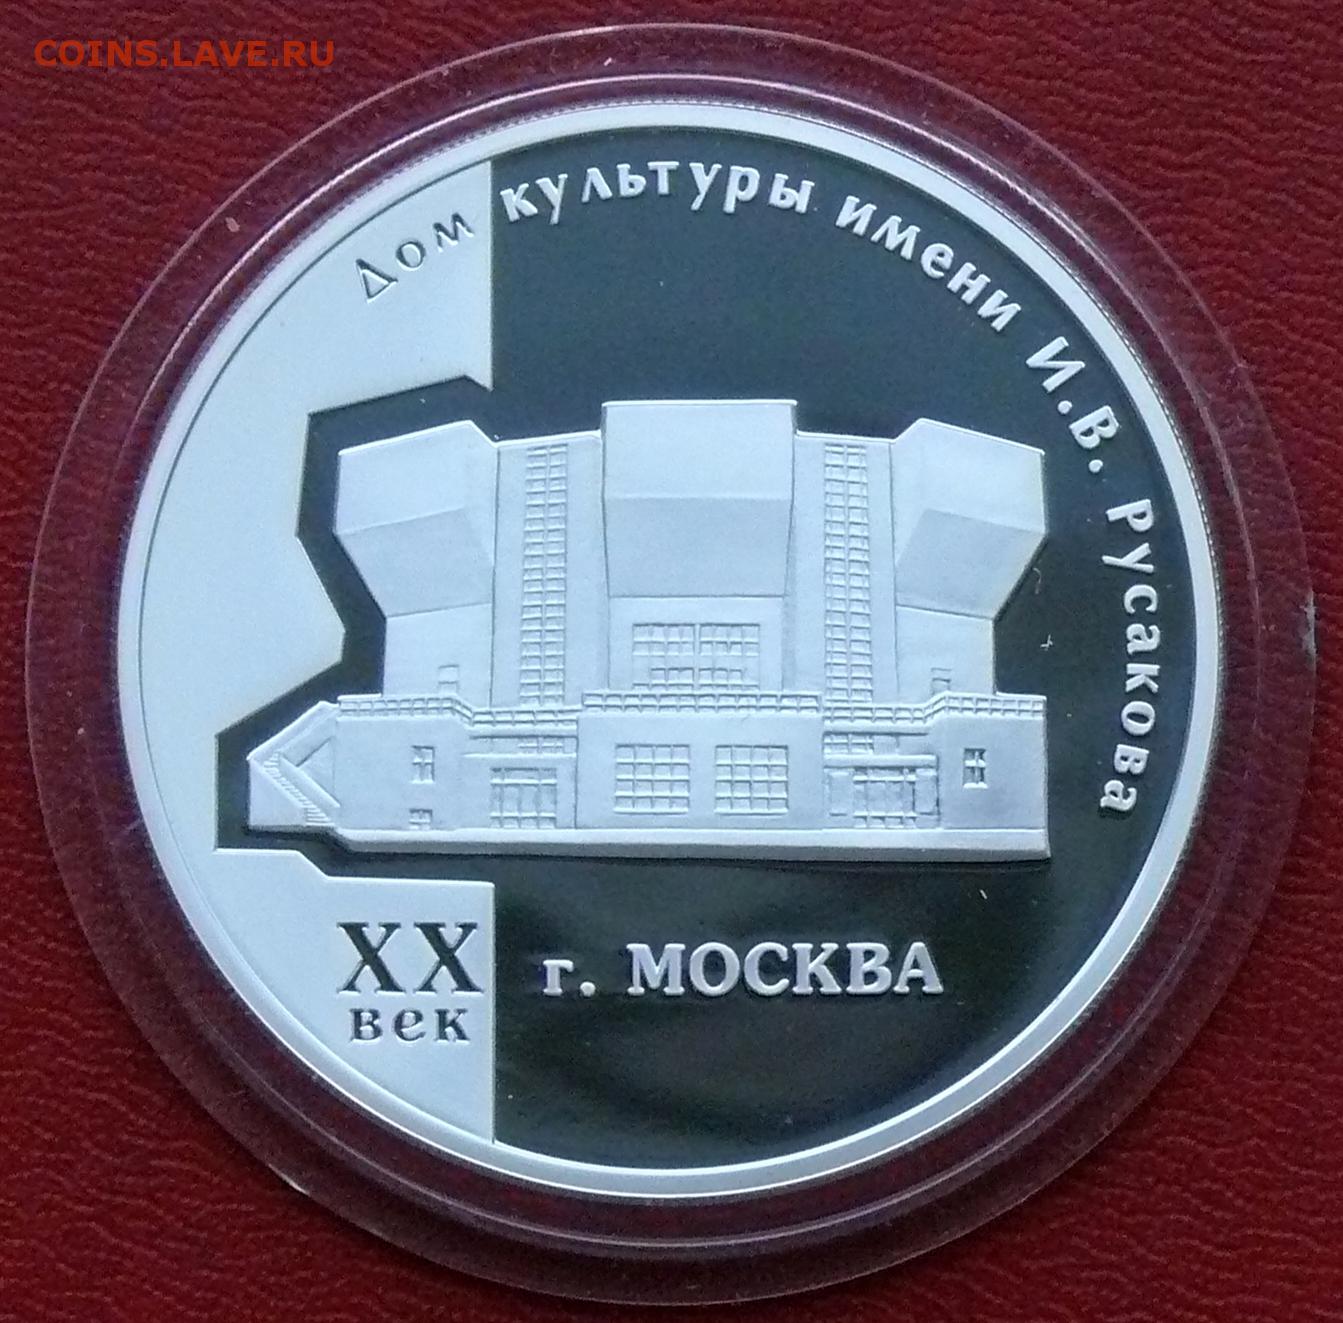 COINS.LAVE.RU
Дом культуры имени И.В. Русакова
XX
век
г. МОСКВА